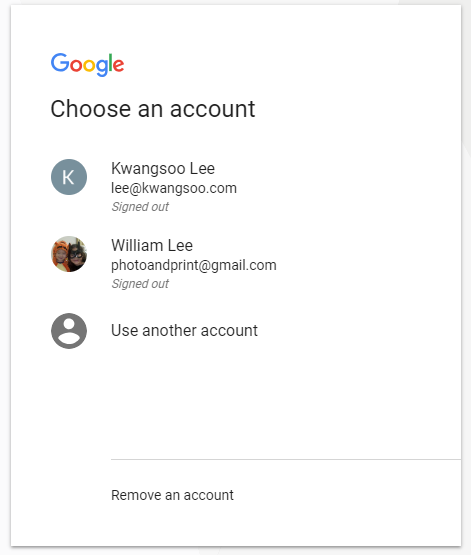 Google
Choose an account
K
Kwangsoo Lee
lee@kwangsoo.com
Signed out
William Lee
photoandprint@gmail.com
Signed out
Use another account
Remove an account